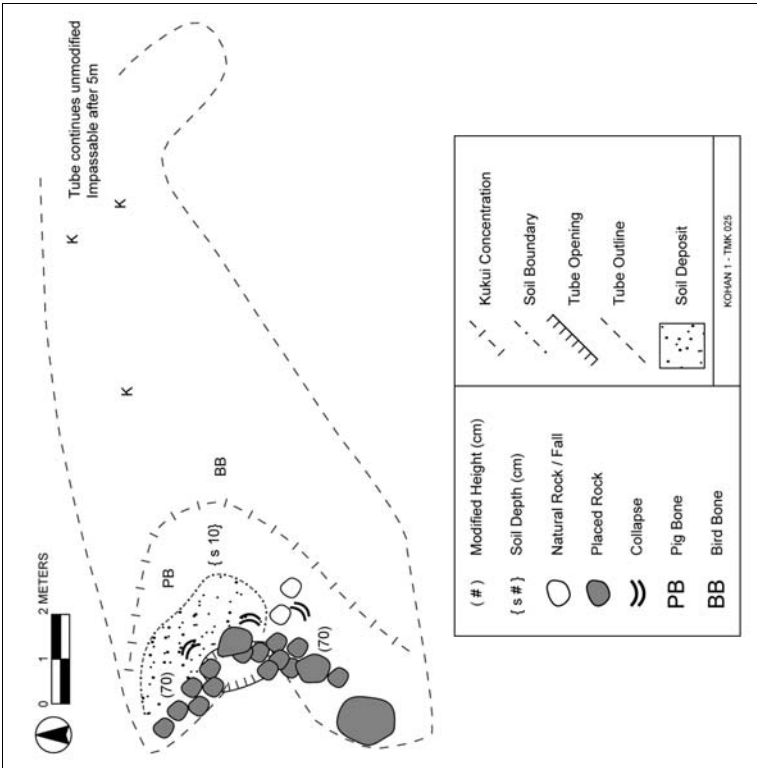 0 1 2 METERS
Tube continues unmodified
Impassable after 5m
K
K
K
BB
PB
{ s 10}
(70)
(70)
( # ) Modified Height (cm)
{ s # } Soil Depth (cm)
Natural Rock / Fall
Placed Rock
Collapse
PB Pig Bone
BB Bird Bone
Kukui Concentration
Soil Boundary
Tube Opening
Tube Outline
Soil Deposit
KOHAN 1 - TMK 025